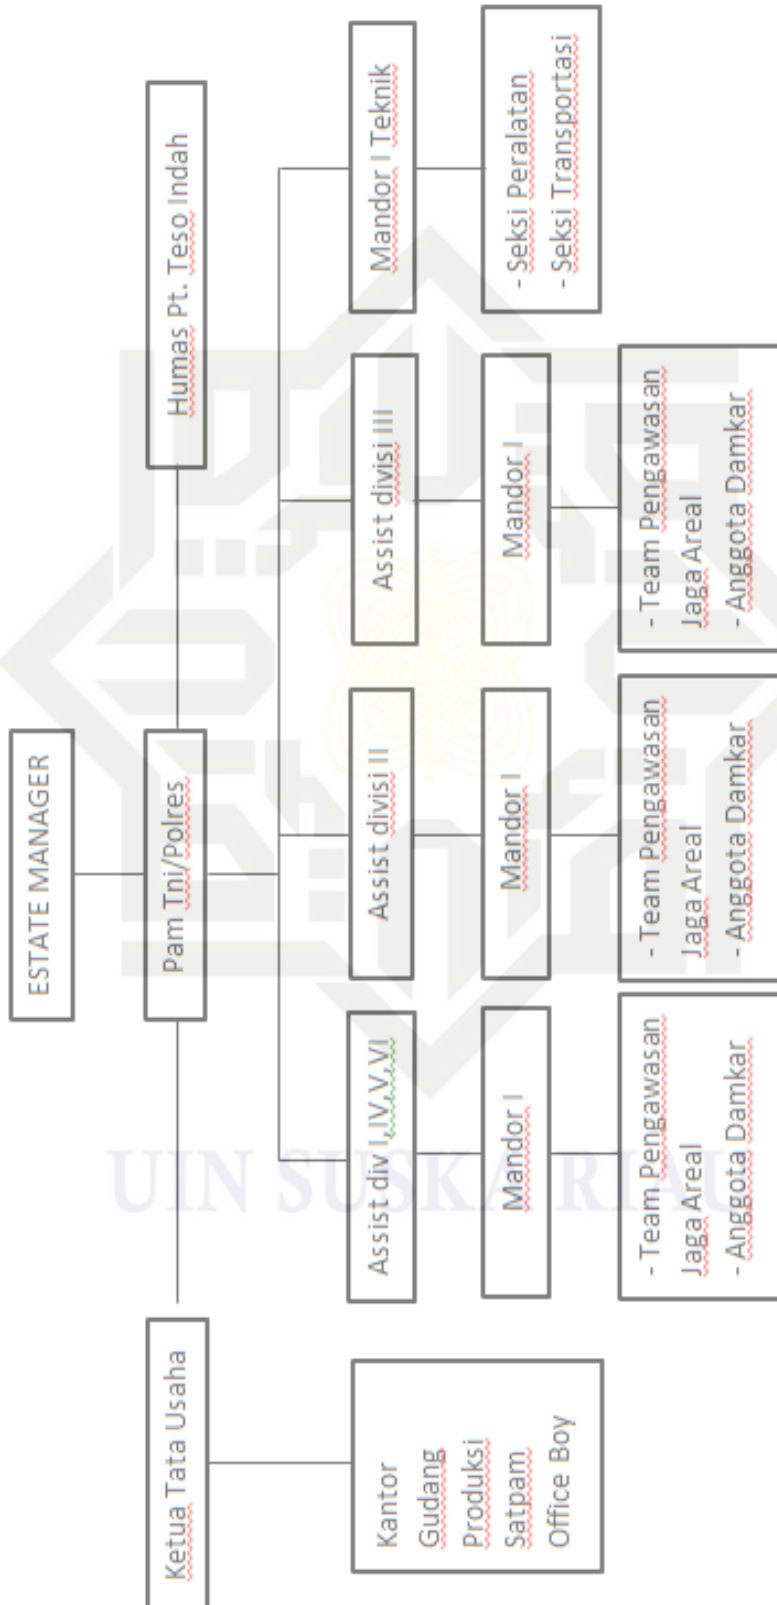 ESTATE MANAGER
Ketua Tata Usaha
Pam Tni/Polres
Humas Pt. Teso Indah
Kantor
Gudang
Produksi
Satpam
Office Boy
Assist div I,IV,V,VI
Assist divisi II
Assist divisi III
Mandor I Teknik
Mandor I
Mandor I
Mandor I
- Seksi Peralatan
- Seksi Transportasi
- Team Pengawasan
Jaga Areal
- Anggota Damkar
- Team Pengawasan
Jaga Areal
- Anggota Damkar
- Team Pengawasan
Jaga Areal
- Anggota Damkar
UIN SUSKA RIAU